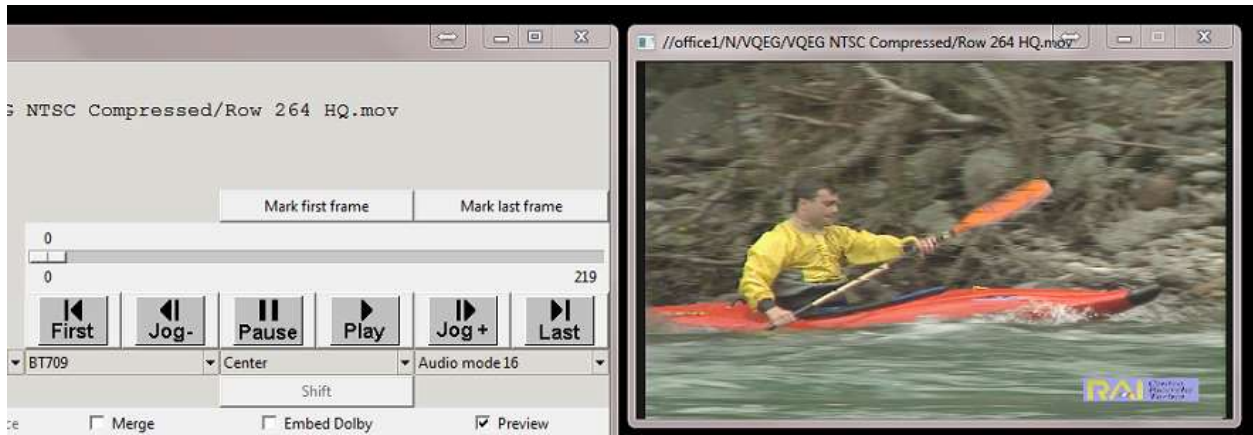 //office1/N/VQEG/VQEG NTSC Compressed/Row 264 HQ.mov
G NTSC Compressed/Row 264 HQ.mov
Mark first frame
Mark last frame
0
0
219
First
Jog-
Pause
Play
Jog+
Last
BT709
Center
Audio mode 16
Shift
Merge
Embed Dolby
Preview
RAI